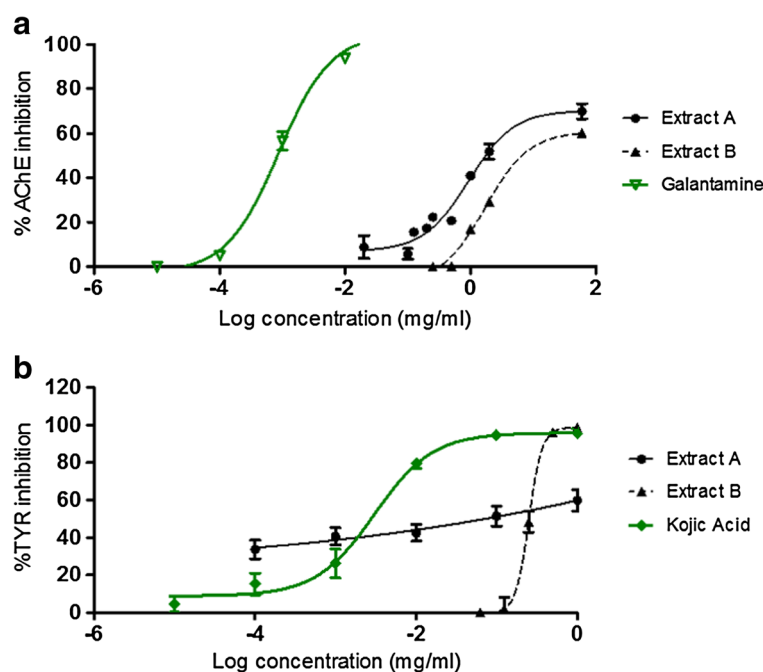 a
% AChE inhibition
100
80
60
40
20
0
-6
-4
-2
0
2
Log concentration (mg/ml)
Extract A
Extract B
Galantamine
b
%TYR inhibition
120
100
80
60
40
20
0
-6
-4
-2
0
Log concentration (mg/ml)
Extract A
Extract B
Kojic Acid